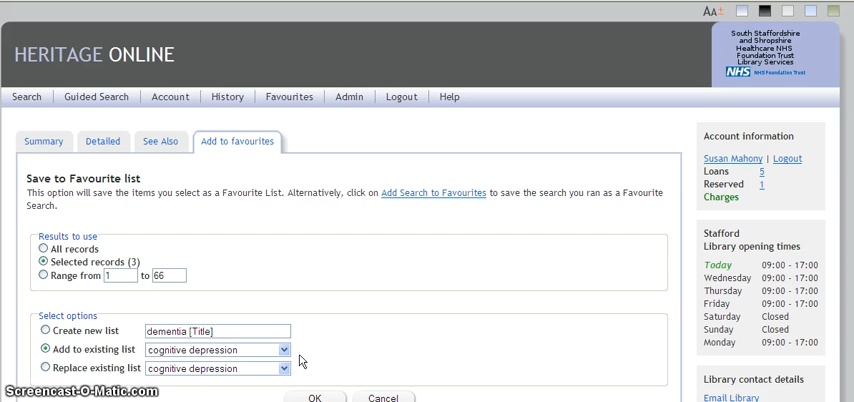 AA±
South Staffordshire
and Shropshire
Healthcare NHS
Foundation Trust
Library Services
NHS NHS Foundation Trust
HERITAGE ONLINE
Search Guided Search Account History Favourites Admin Logout Help
Summary Detailed See Also Add to favourites
Save to Favourite list
This option will save the items you select as a Favourite List. Alternatively, click on Add Search to Favourites to save the search you ran as a Favourite
Search.
Results to use
All records
Selected records (3)
Range from 1 to 66
Select options
Create new list dementia [Title]
Add to existing list cognitive depression
Replace existing list cognitive depression
OK Cancel
Account information
Susan Mahony | Logout
Loans 5
Reserved 1
Charges
Stafford
Library opening times
Today 09:00 - 17:00
Wednesday 09:00 - 17:00
Thursday 09:00 - 17:00
Friday 09:00 - 17:00
Saturday Closed
Sunday Closed
Monday 09:00 - 17:00
Library contact details
Email Library
Screencast-O-Matic.com